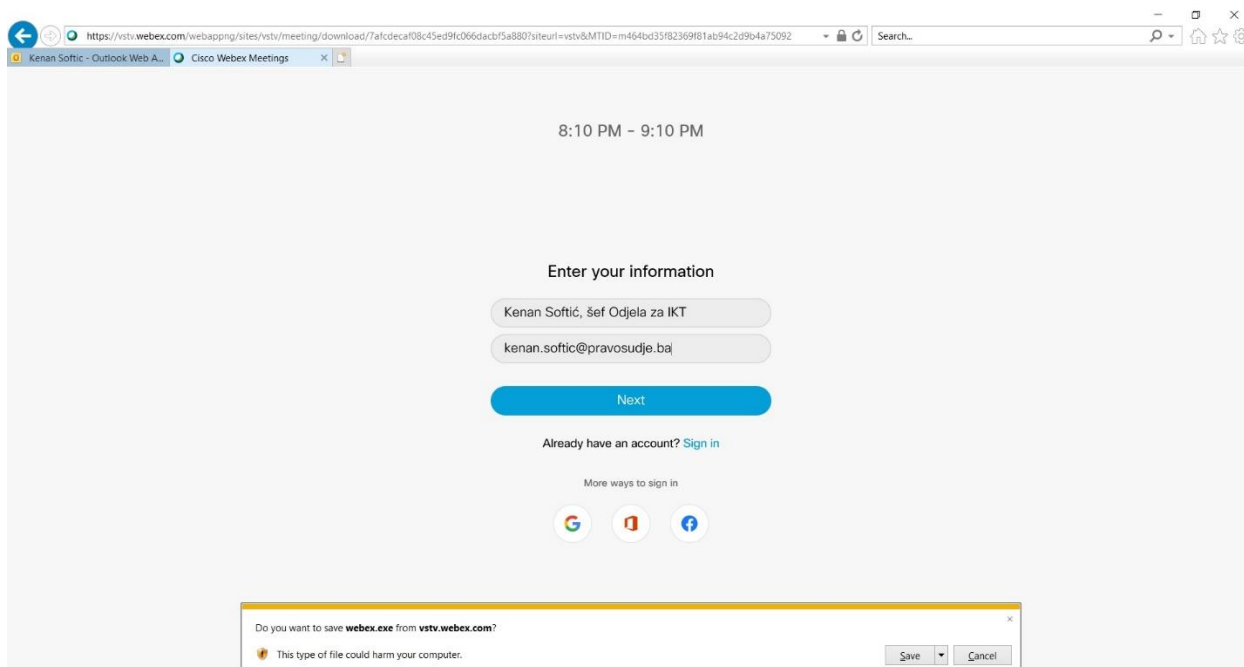 https://vstv.webex.com/webappng/sites/vstv/meeting/download/7afcdecaf08c45ed9fc066dacbf5a880?siteurl=vstv&MTID=m464bd35f82369f81ab94c2d9b4a75092
Search...
Kenan Softic - Outlook Web A...
Cisco Webex Meetings
8:10 PM - 9:10 PM
Enter your information
Kenan Softić, šef Odjela za IKT
kenan.softic@pravosudje.ba
Next
Already have an account? Sign in
More ways to sign in
Do you want to save webex.exe from vstv.webex.com?
This type of file could harm your computer.
Save
Cancel